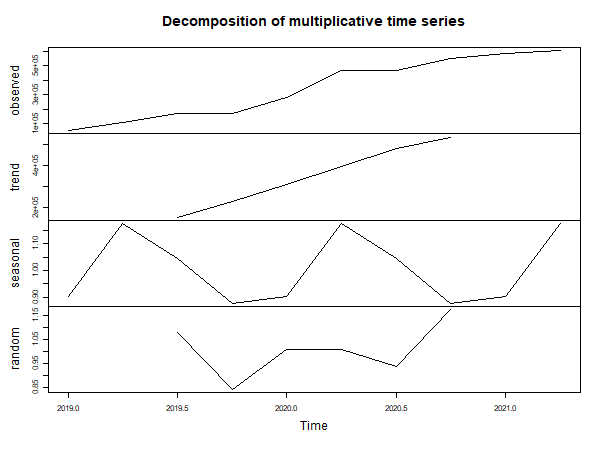 Decomposition of multiplicative time series
observed
1e+05
3e+05
5e+05
trend
2e+05
4e+05
seasonal
0.90
1.00
1.10
random
0.85
0.95
1.05
1.15
2019.0
2019.5
2020.0
2020.5
2021.0
Time